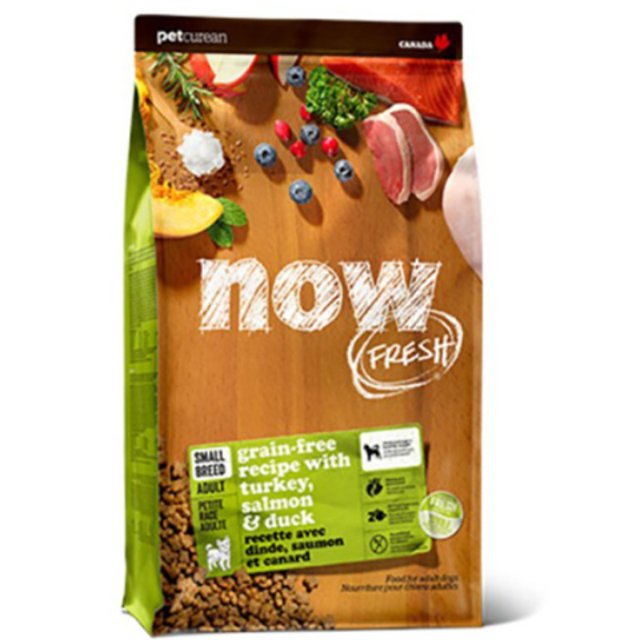 petcurean
CANADA
now
FRESH
SMALL
BREED
ADULT
PETITE
RACE
ADULTE
grain-free
recipe with
turkey,
salmon
& duck
recette avec
dinde, saumon
et canard
FRESH
Food for adult dogs
Nourriture pour chiens adultes